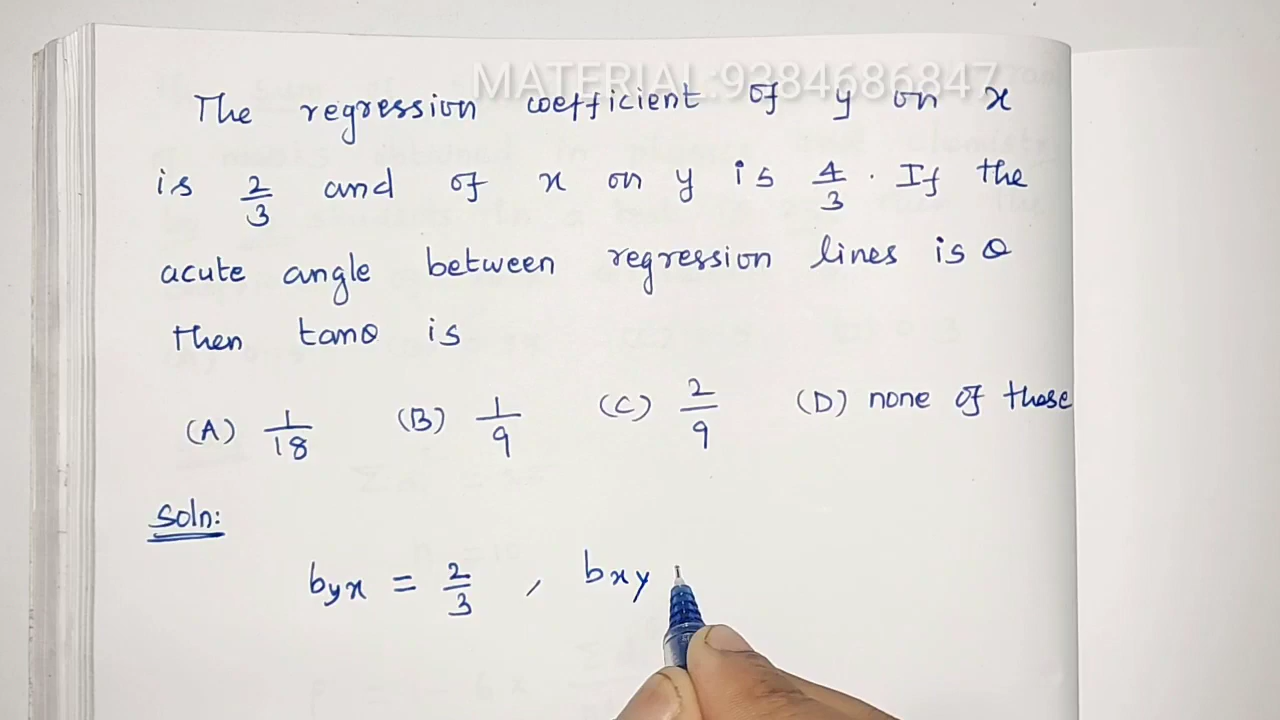 MATERIAL:9384686847
The regression coefficient of y on x
is 2/3 and of x on y is 4/3. If the
acute angle between regression lines is θ
then tanθ is
(A) 1/18 (B) 1/9 (C) 2/9 (D) none of these
Soln:
byx = 2/3 , bxy